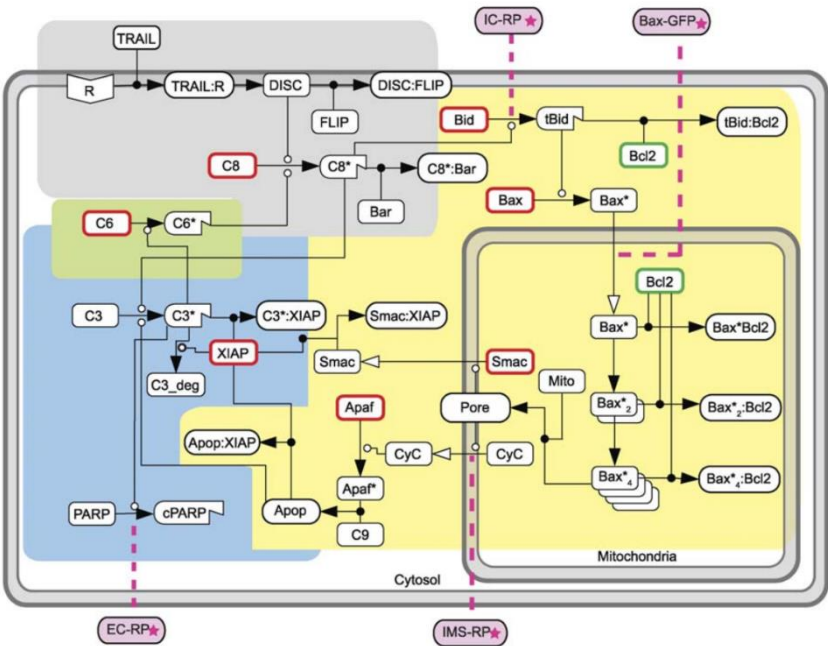 IC-RP★
Bax-GFP★
TRAIL
R
TRAIL:R
DISC
DISC:FLIP
FLIP
Bid
tBid
tBid:Bcl2
Bcl2
C8
C8*
C8*:Bar
Bar
Bax
Bax*
C6
C6*
Bcl2
C3
C3*
C3*:XIAP
Smac:XIAP
Bax*
Bax*Bcl2
XIAP
Smac
Smac
Mito
C3_deg
Apaf
Pore
Bax*2
Bax*2:Bcl2
Apop:XIAP
CyC
CyC
Bax*4
Bax*4:Bcl2
Apaf*
PARP
cPARP
Apop
C9
Mitochondria
Cytosol
EC-RP★
IMS-RP★